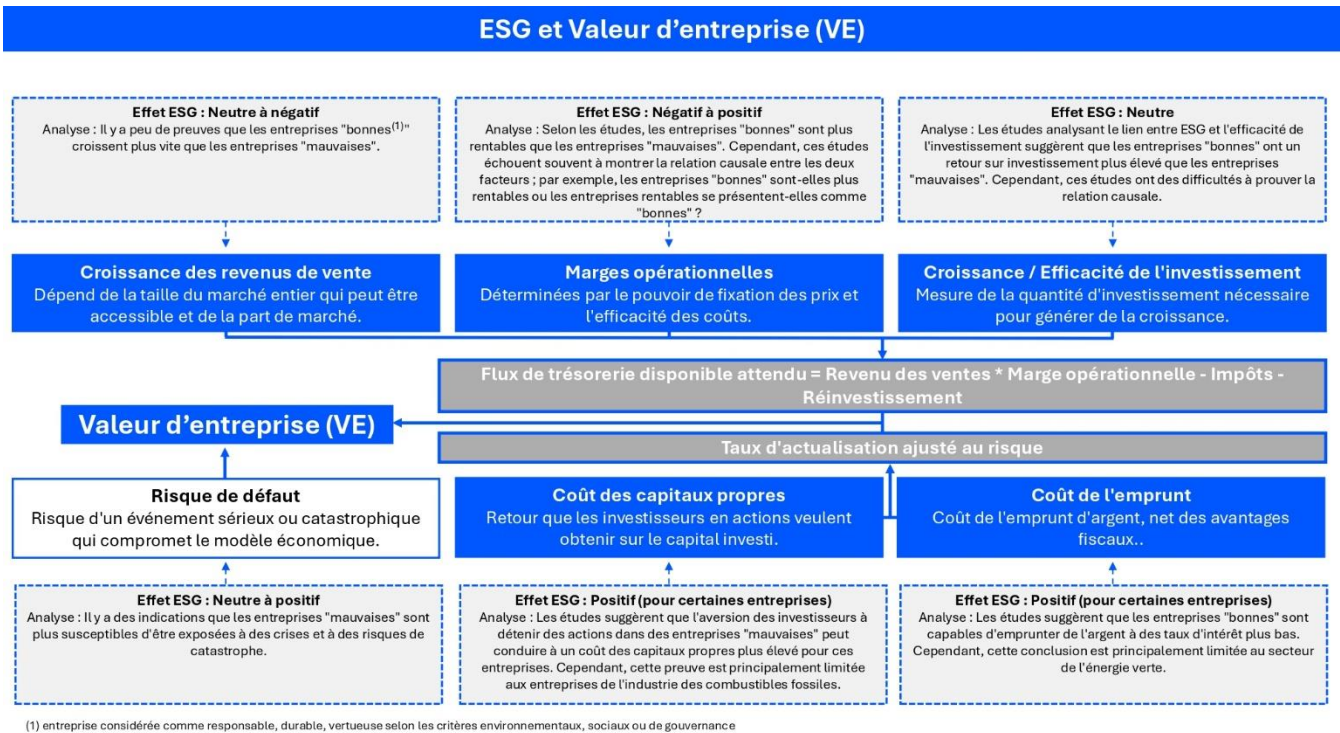 ESG et Valeur d'entreprise (VE)
Effet ESG : Neutre à négatif
Analyse : Il y a peu de preuves que les entreprises "bonnes⁽¹⁾"
croissent plus vite que les entreprises "mauvaises".
Effet ESG : Négatif à positif
Analyse : Selon les études, les entreprises "bonnes" sont plus
rentables que les entreprises "mauvaises". Cependant, ces études
échouent souvent à montrer la relation causale entre les deux
facteurs ; par exemple, les entreprises "bonnes" sont-elles plus
rentables ou les entreprises rentables se présentent-elles comme
"bonnes" ?
Effet ESG : Neutre
Analyse : Les études analysant le lien entre ESG et l'efficacité de
l'investissement suggèrent que les entreprises "bonnes" ont un
retour sur investissement plus élevé que les entreprises
"mauvaises". Cependant, ces études ont des difficultés à prouver la
relation causale.
Croissance des revenus de vente
Dépend de la taille du marché entier qui peut être
accessible et de la part de marché.
Marges opérationnelles
Déterminées par le pouvoir de fixation des prix et
l'efficacité des coûts.
Croissance / Efficacité de l'investissement
Mesure de la quantité d'investissement nécessaire
pour générer de la croissance.
Flux de trésorerie disponible attendu = Revenu des ventes * Marge opérationnelle - Impôts -
Réinvestissement
Valeur d'entreprise (VE)
Taux d'actualisation ajusté au risque
Risque de défaut
Risque d'un événement sérieux ou catastrophique
qui compromet le modèle économique.
Coût des capitaux propres
Retour que les investisseurs en actions veulent
obtenir sur le capital investi.
Coût de l'emprunt
Coût de l'emprunt d'argent, net des avantages
fiscaux..
Effet ESG : Neutre à positif
Analyse : Il y a des indications que les entreprises "mauvaises" sont
plus susceptibles d'être exposées à des crises et à des risques de
catastrophe.
Effet ESG : Positif (pour certaines entreprises)
Analyse : Les études suggèrent que l'aversion des investisseurs à
détenir des actions dans des entreprises "mauvaises" peut
conduire à un coût des capitaux propres plus élevé pour ces
entreprises. Cependant, cette preuve est principalement limitée
aux entreprises de l'industrie des combustibles fossiles.
Effet ESG : Positif (pour certaines entreprises)
Analyse : Les études suggèrent que les entreprises "bonnes" sont
capables d'emprunter de l'argent à des taux d'intérêt plus bas.
Cependant, cette conclusion est principalement limitée au secteur
de l'énergie verte.
(1) entreprise considérée comme responsable, durable, vertueuse selon les critères environnementaux, sociaux ou de gouvernance